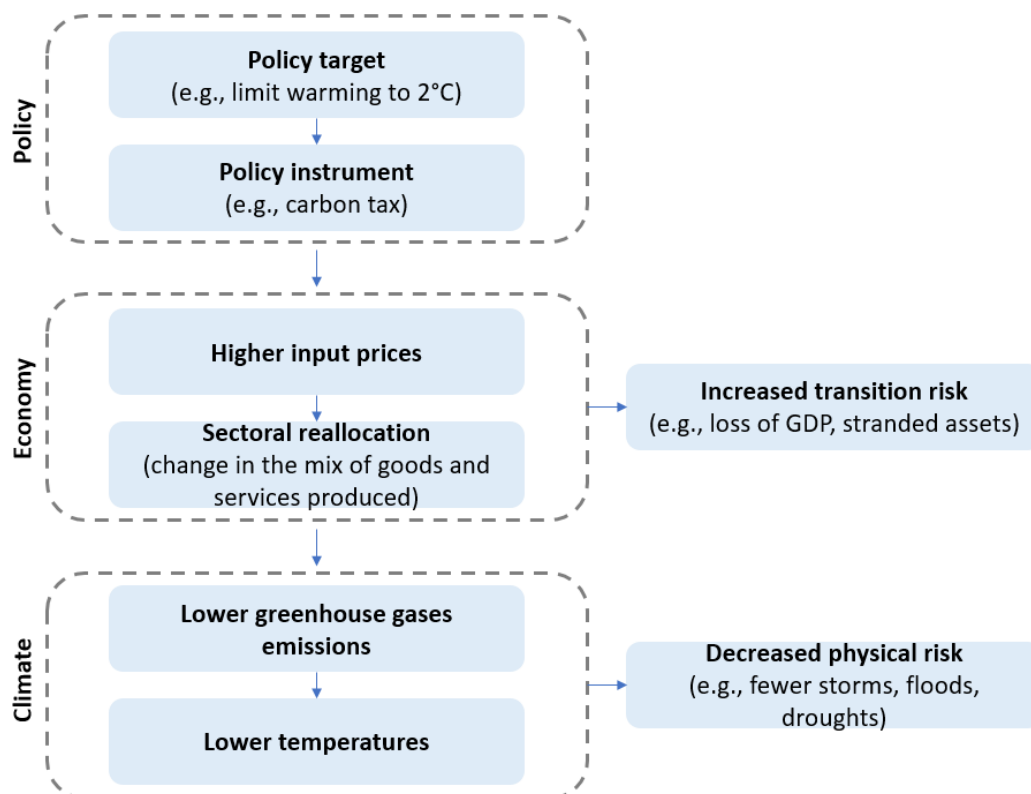 Policy
Policy target
(e.g., limit warming to 2°C)
Policy instrument
(e.g., carbon tax)
Economy
Higher input prices
Sectoral reallocation
(change in the mix of goods and
services produced)
Increased transition risk
(e.g., loss of GDP, stranded assets)
Climate
Lower greenhouse gases
emissions
Lower temperatures
Decreased physical risk
(e.g., fewer storms, floods,
droughts)